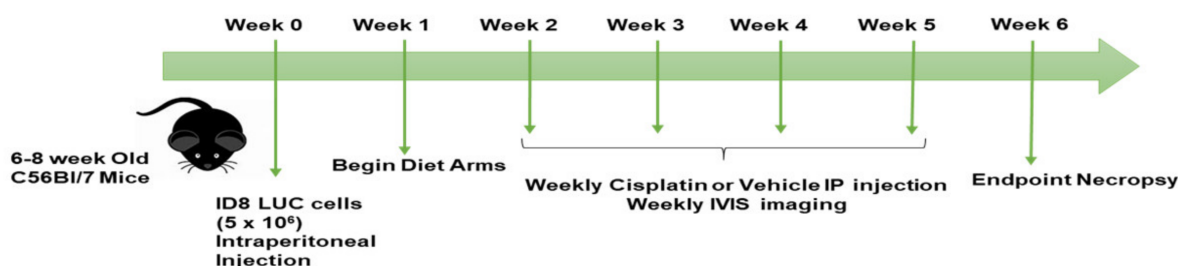 Week 0 Week 1 Week 2 Week 3 Week 4 Week 5 Week 6
6-8 week Old
C56Bl/7 Mice
ID8 LUC cells
(5 x 10⁶)
Intraperitoneal
Injection
Begin Diet Arms
Weekly Cisplatin or Vehicle IP injection
Weekly IVIS imaging
Endpoint Necropsy